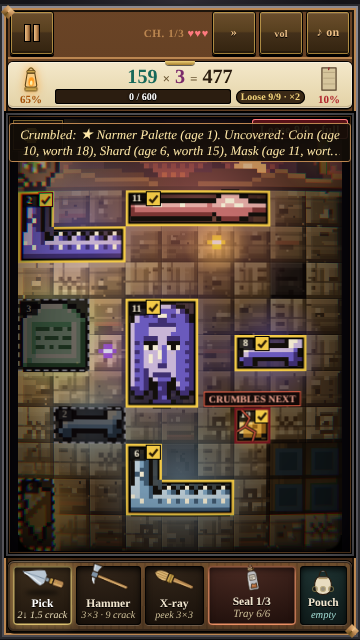 CH. 1/3 ♥♥♥
»
vol
♪ on
65%
159 × 3 = 477
0 / 600
Loose 9/9 · ×2
10%
Crumbled: ★ Narmer Palette (age 1). Uncovered: Coin (age
10, worth 18), Shard (age 6, worth 15), Mask (age 11, wort..
2
11
3
11
8
CRUMBLES NEXT
2
6
Pick
2↓ 1.5 crack
Hammer
3×3 · 9 crack
X-ray
peek 3×3
Seal 1/3
Tray 6/6
Pouch
empty